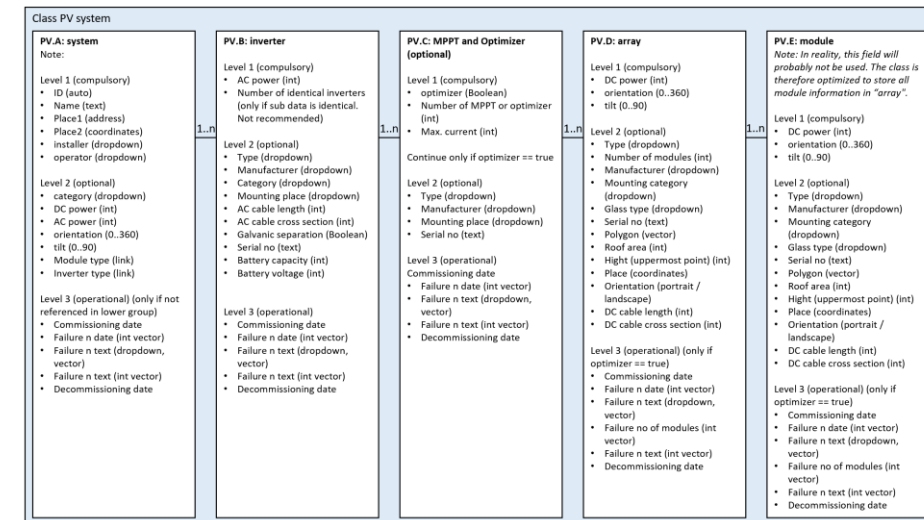 Class PV system
PV.A: system
Note:
Level 1 (compulsory)
• ID (auto)
• Name (text)
• Place1 (address)
• Place2 (coordinates)
• installer (dropdown)
• operator (dropdown)
Level 2 (optional)
• category (dropdown)
• DC power (int)
• AC power (int)
• orientation (0..360)
• tilt (0..90)
• Module type (link)
• Inverter type (link)
Level 3 (operational) (only if not
referenced in lower group)
• Commissioning date
• Failure n date (int vector)
• Failure n text (dropdown,
vector)
• Failure n text (int vector)
• Decommissioning date
1..n
PV.B: inverter
Level 1 (compulsory)
• AC power (int)
• Number of identical inverters
(only if sub data is identical.
Not recommended)
Level 2 (optional)
• Type (dropdown)
• Manufacturer (dropdown)
• Category (dropdown)
• Mounting place (dropdown)
• AC cable length (int)
• AC cable cross section (int)
• Galvanic separation (Boolean)
• Serial no (text)
• Battery capacity (int)
• Battery voltage (int)
Level 3 (operational)
• Commissioning date
• Failure n date (int vector)
• Failure n text (dropdown,
vector)
• Failure n text (int vector)
• Decommissioning date
1..n
PV.C: MPPT and Optimizer
(optional)
Level 1 (compulsory)
• optimizer (Boolean)
• Number of MPPT or optimizer
(int)
• Max. current (int)
Continue only if optimizer == true
Level 2 (optional)
• Type (dropdown)
• Manufacturer (dropdown)
• Mounting place (dropdown)
• Serial no (text)
Level 3 (operational)
Commissioning date
• Failure n date (int vector)
• Failure n text (dropdown,
vector)
• Failure n text (int vector)
• Decommissioning date
1..n
PV.D: array
Level 1 (compulsory)
• DC power (int)
• orientation (0..360)
• tilt (0..90)
Level 2 (optional)
• Type (dropdown)
• Number of modules (int)
• Manufacturer (dropdown)
• Mounting category
(dropdown)
• Glass type (dropdown)
• Serial no (text)
• Polygon (vector)
• Roof area (int)
• Hight (uppermost point) (int)
• Place (coordinates)
• Orientation (portrait /
landscape)
• DC cable length (int)
• DC cable cross section (int)
Level 3 (operational) (only if
optimizer == true)
• Commissioning date
• Failure n date (int vector)
• Failure n text (dropdown,
vector)
• Failure no of modules (int
vector)
• Failure n text (int vector)
• Decommissioning date
1..n
PV.E: module
Note: In reality, this field will
probably not be used. The class is
therefore optimized to store all
module information in "array".
Level 1 (compulsory)
• DC power (int)
• orientation (0..360)
• tilt (0..90)
Level 2 (optional)
• Type (dropdown)
• Manufacturer (dropdown)
• Mounting category
(dropdown)
• Glass type (dropdown)
• Serial no (text)
• Polygon (vector)
• Roof area (int)
• Hight (uppermost point) (int)
• Place (coordinates)
• Orientation (portrait /
landscape)
• DC cable length (int)
• DC cable cross section (int)
Level 3 (operational) (only if
optimizer == true)
• Commissioning date
• Failure n date (int vector)
• Failure n text (dropdown,
vector)
• Failure no of modules (int
vector)
• Failure n text (int vector)
• Decommissioning date